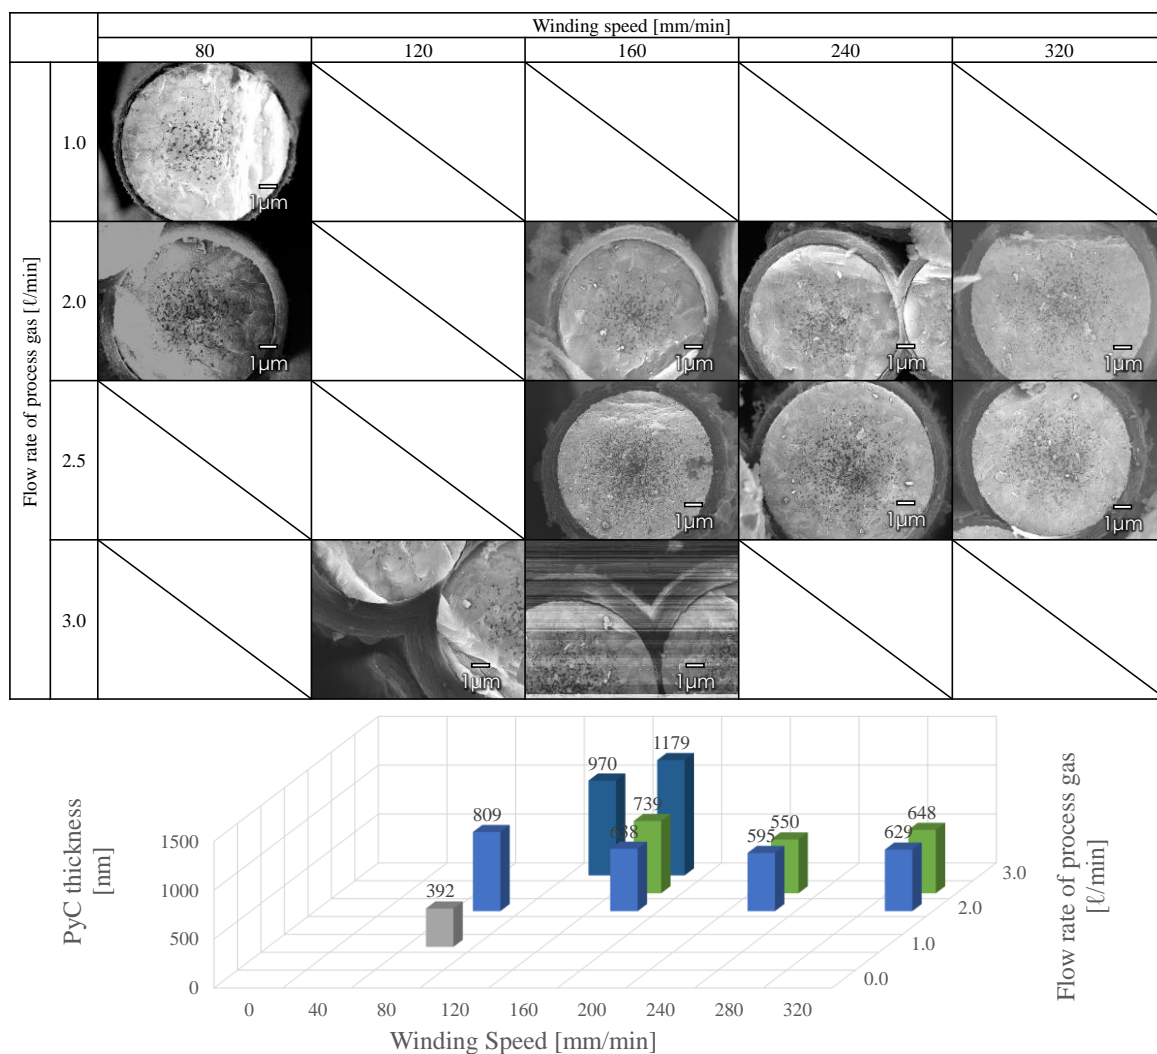 Winding speed [mm/min]
80 120 160 240 320
Flow rate of process gas [ℓ/min]
1.0
1μm
2.0
1μm 1μm 1μm 1μm
2.5
1μm 1μm 1μm
3.0
1μm 1μm
PyC thickness
[nm]
1500
1000
500
0
392
809
970
1179
638
739
595
550
629
648
0 40 80 120 160 200 240 280 320
Winding Speed [mm/min]
0.0
1.0
2.0
3.0
Flow rate of process gas
[ℓ/min]